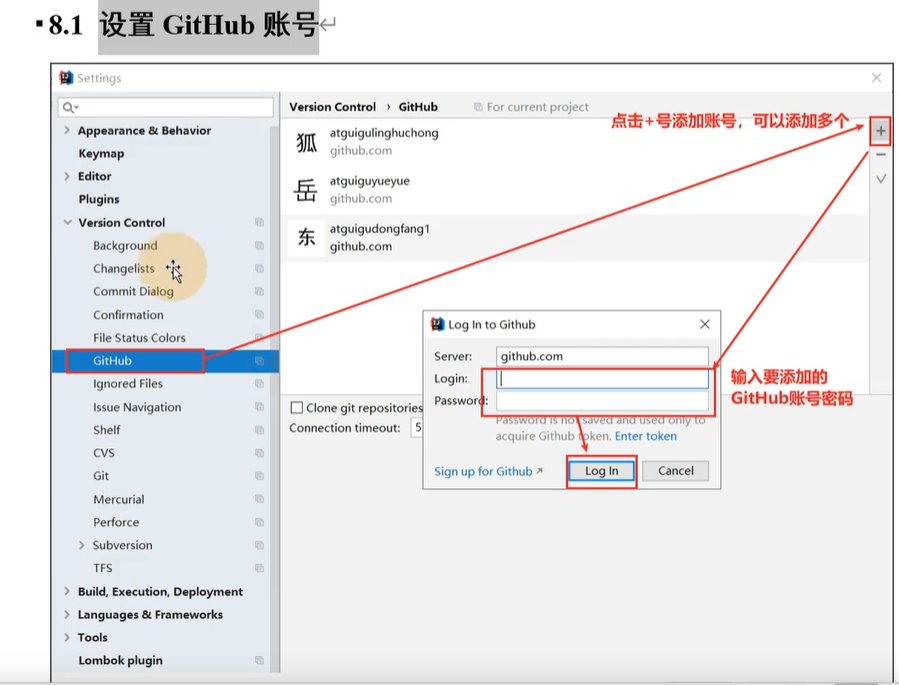 8.1 设置 GitHub 账号
Settings
Version Control › GitHub
For current project
点击+号添加账号，可以添加多个
Appearance & Behavior
Keymap
Editor
Plugins
Version Control
Background
Changelists
Commit Dialog
Confirmation
File Status Colors
GitHub
Ignored Files
Issue Navigation
Shelf
CVS
Git
Mercurial
Perforce
Subversion
TFS
Build, Execution, Deployment
Languages & Frameworks
Tools
Lombok plugin
狐
atguigulinghuchong
github.com
岳
atguiguyueyue
github.com
东
atguigudongfang1
github.com
Clone git repositories
Connection timeout: 5
Log In to Github
Server: github.com
Login:
Password:
Password is not saved and used only to
acquire Github token. Enter token
Sign up for Github ↗
Log In
Cancel
输入要添加的
GitHub账号密码